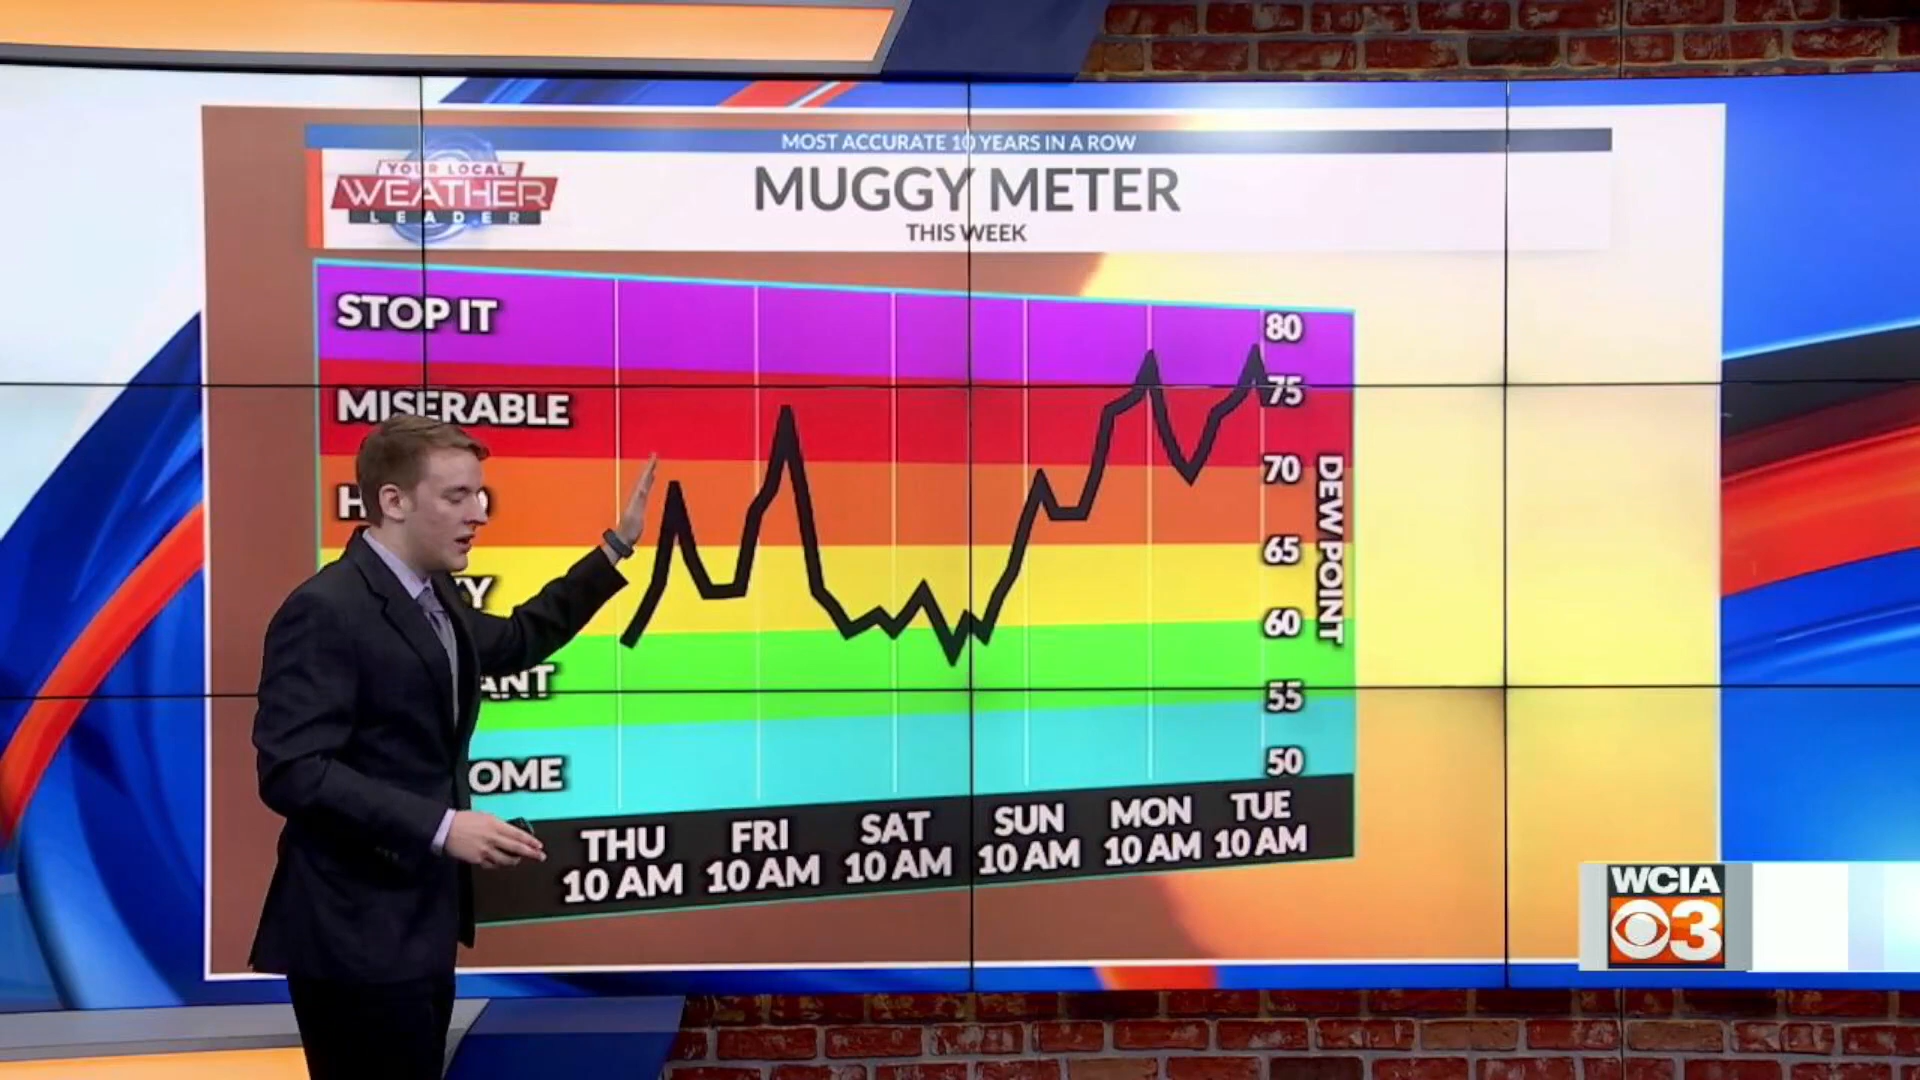 MOST ACCURATE 10 YEARS IN A ROW
YOUR LOCAL
WEATHER
LEADER
MUGGY METER
THIS WEEK
STOP IT
MISERABLE
80
75
70
65
60
55
50
DEW POINT
THU
10 AM
FRI
10 AM
SAT
10 AM
SUN
10 AM
MON
10 AM
TUE
10 AM
WCIA
3